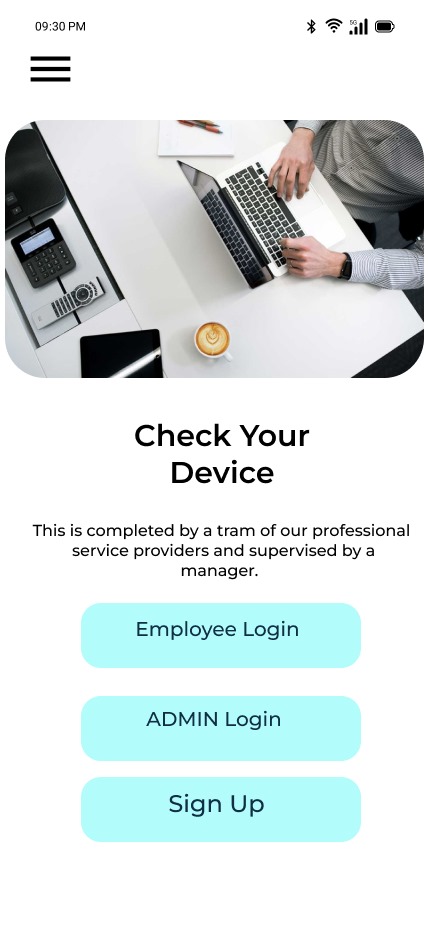 09:30 PM
5G
Check Your
Device
This is completed by a tram of our professional
service providers and supervised by a
manager.
Employee Login
ADMIN Login
Sign Up